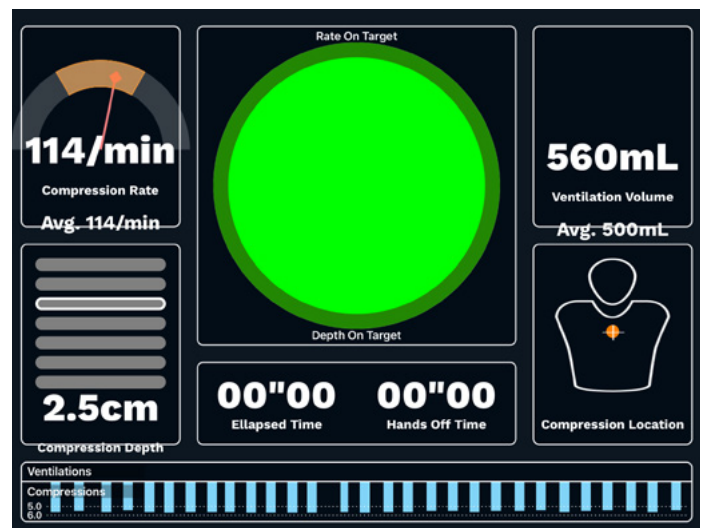 Rate On Target
114/min
Compression Rate
Avg. 114/min
560mL
Ventilation Volume
Avg. 500mL
Depth On Target
2.5cm
Compression Depth
00"00
Ellapsed Time
00"00
Hands Off Time
Compression Location
Ventilations
Compressions
5.0
6.0